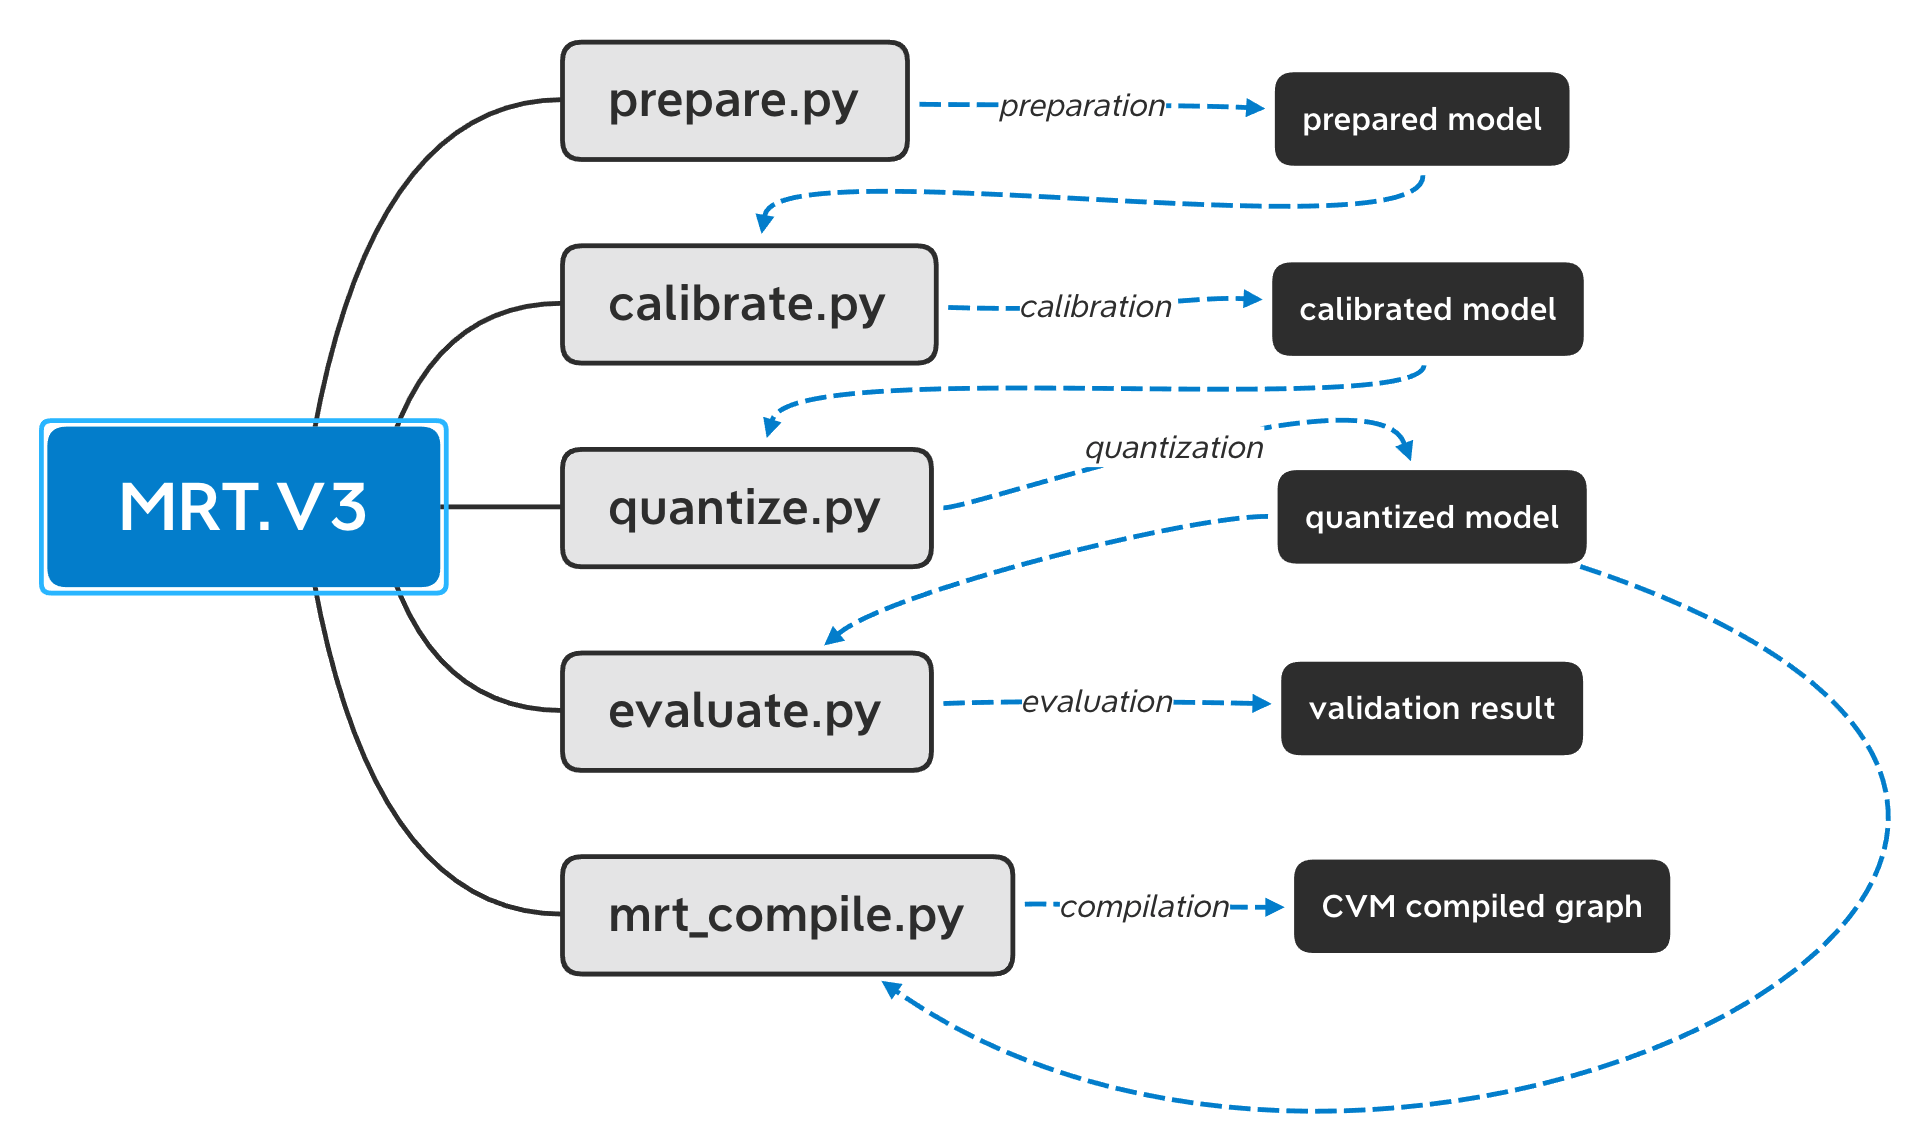 prepare.py
preparation
prepared model
calibrate.py
calibration
calibrated model
MRT.V3
quantize.py
quantization
quantized model
evaluate.py
evaluation
validation result
mrt_compile.py
compilation
CVM compiled graph